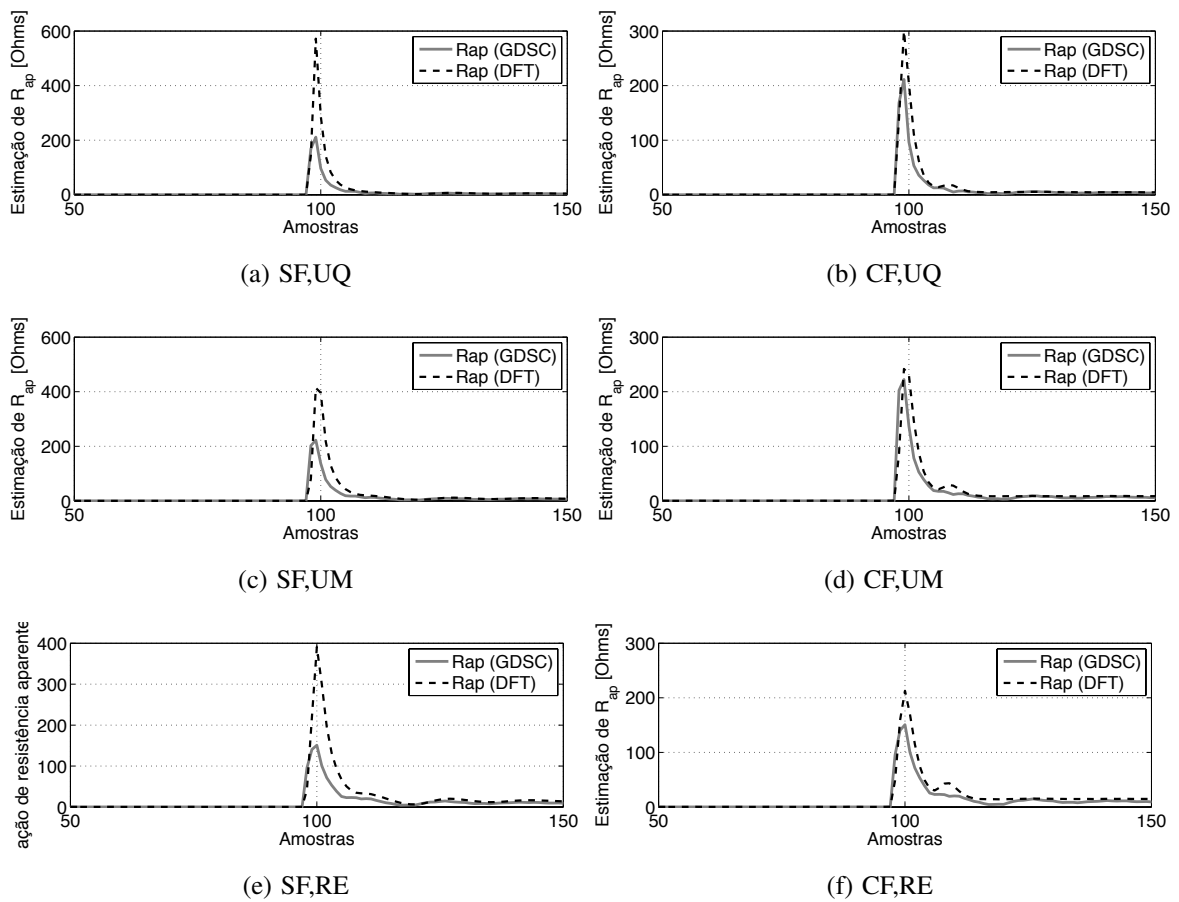 Estimação de R_ap [Ohms]
600
400
200
0
50
100
150
Amostras
Rap (GDSC)
Rap (DFT)
(a) SF,UQ
Estimação de R_ap [Ohms]
300
200
100
0
50
100
150
Amostras
Rap (GDSC)
Rap (DFT)
(b) CF,UQ
Estimação de R_ap [Ohms]
600
400
200
0
50
100
150
Amostras
Rap (GDSC)
Rap (DFT)
(c) SF,UM
Estimação de R_ap [Ohms]
300
200
100
0
50
100
150
Amostras
Rap (GDSC)
Rap (DFT)
(d) CF,UM
ação de resistência aparente
400
300
200
100
0
50
100
150
Amostras
Rap (GDSC)
Rap (DFT)
(e) SF,RE
Estimação de R_ap [Ohms]
300
200
100
0
50
100
150
Amostras
Rap (GDSC)
Rap (DFT)
(f) CF,RE